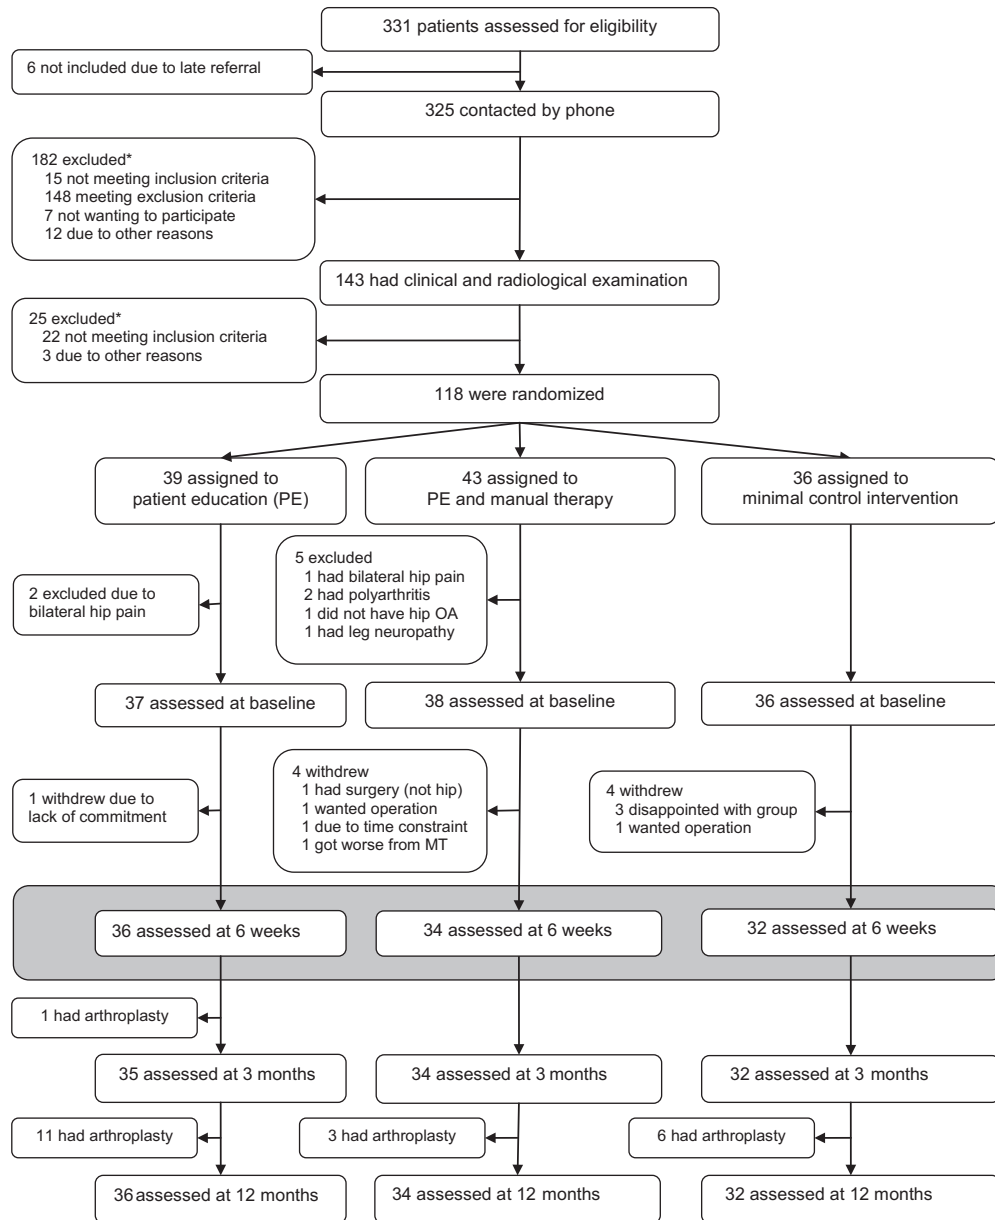 331 patients assessed for eligibility
6 not included due to late referral
325 contacted by phone
182 excluded*
15 not meeting inclusion criteria
148 meeting exclusion criteria
7 not wanting to participate
12 due to other reasons
143 had clinical and radiological examination
25 excluded*
22 not meeting inclusion criteria
3 due to other reasons
118 were randomized
39 assigned to
patient education (PE)
43 assigned to
PE and manual therapy
36 assigned to
minimal control intervention
2 excluded due to
bilateral hip pain
5 excluded
1 had bilateral hip pain
2 had polyarthritis
1 did not have hip OA
1 had leg neuropathy
37 assessed at baseline
38 assessed at baseline
36 assessed at baseline
1 withdrew due to
lack of commitment
4 withdrew
1 had surgery (not hip)
1 wanted operation
1 due to time constraint
1 got worse from MT
4 withdrew
3 disappointed with group
1 wanted operation
36 assessed at 6 weeks
34 assessed at 6 weeks
32 assessed at 6 weeks
1 had arthroplasty
35 assessed at 3 months
34 assessed at 3 months
32 assessed at 3 months
11 had arthroplasty
3 had arthroplasty
6 had arthroplasty
36 assessed at 12 months
34 assessed at 12 months
32 assessed at 12 months